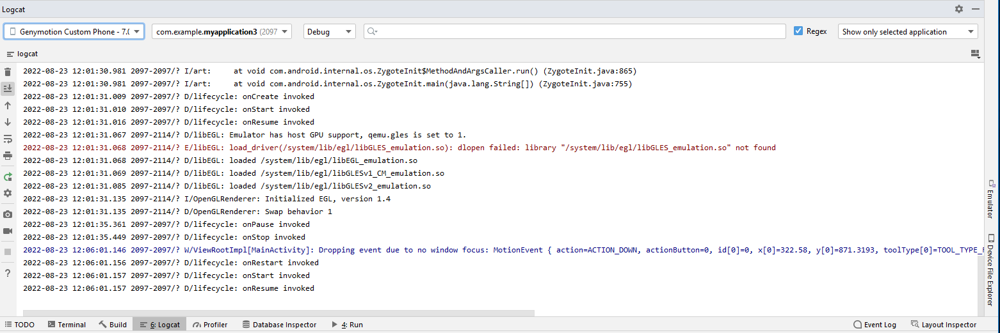 Logcat
Genymotion Custom Phone - 7.0 com.example.myapplication3 (2097 Debug Regex Show only selected application
logcat
2022-08-23 12:01:30.981 2097-2097/? I/art:     at void com.android.internal.os.ZygoteInit$MethodAndArgsCaller.run() (ZygoteInit.java:865)
2022-08-23 12:01:30.981 2097-2097/? I/art:     at void com.android.internal.os.ZygoteInit.main(java.lang.String[]) (ZygoteInit.java:755)
2022-08-23 12:01:31.009 2097-2097/? D/lifecycle: onCreate invoked
2022-08-23 12:01:31.010 2097-2097/? D/lifecycle: onStart invoked
2022-08-23 12:01:31.016 2097-2097/? D/lifecycle: onResume invoked
2022-08-23 12:01:31.067 2097-2114/? D/libEGL: Emulator has host GPU support, qemu.gles is set to 1.
2022-08-23 12:01:31.068 2097-2114/? E/libEGL: load_driver(/system/lib/egl/libGLES_emulation.so): dlopen failed: library "/system/lib/egl/libGLES_emulation.so" not found
2022-08-23 12:01:31.068 2097-2114/? D/libEGL: loaded /system/lib/egl/libEGL_emulation.so
2022-08-23 12:01:31.069 2097-2114/? D/libEGL: loaded /system/lib/egl/libGLESv1_CM_emulation.so
2022-08-23 12:01:31.085 2097-2114/? D/libEGL: loaded /system/lib/egl/libGLESv2_emulation.so
2022-08-23 12:01:31.135 2097-2114/? I/OpenGLRenderer: Initialized EGL, version 1.4
2022-08-23 12:01:31.135 2097-2114/? D/OpenGLRenderer: Swap behavior 1
2022-08-23 12:01:35.361 2097-2097/? D/lifecycle: onPause invoked
2022-08-23 12:01:35.449 2097-2097/? D/lifecycle: onStop invoked
2022-08-23 12:06:01.146 2097-2097/? W/ViewRootImpl[MainActivity]: Dropping event due to no window focus: MotionEvent { action=ACTION_DOWN, actionButton=0, id[0]=0, x[0]=322.58, y[0]=871.3193, toolType[0]=TOOL_TYPE_F
2022-08-23 12:06:01.156 2097-2097/? D/lifecycle: onRestart invoked
2022-08-23 12:06:01.157 2097-2097/? D/lifecycle: onStart invoked
2022-08-23 12:06:01.157 2097-2097/? D/lifecycle: onResume invoked
Emulator
Device File Explorer
TODO Terminal Build 6: Logcat Profiler Database Inspector 4: Run Event Log Layout Inspector